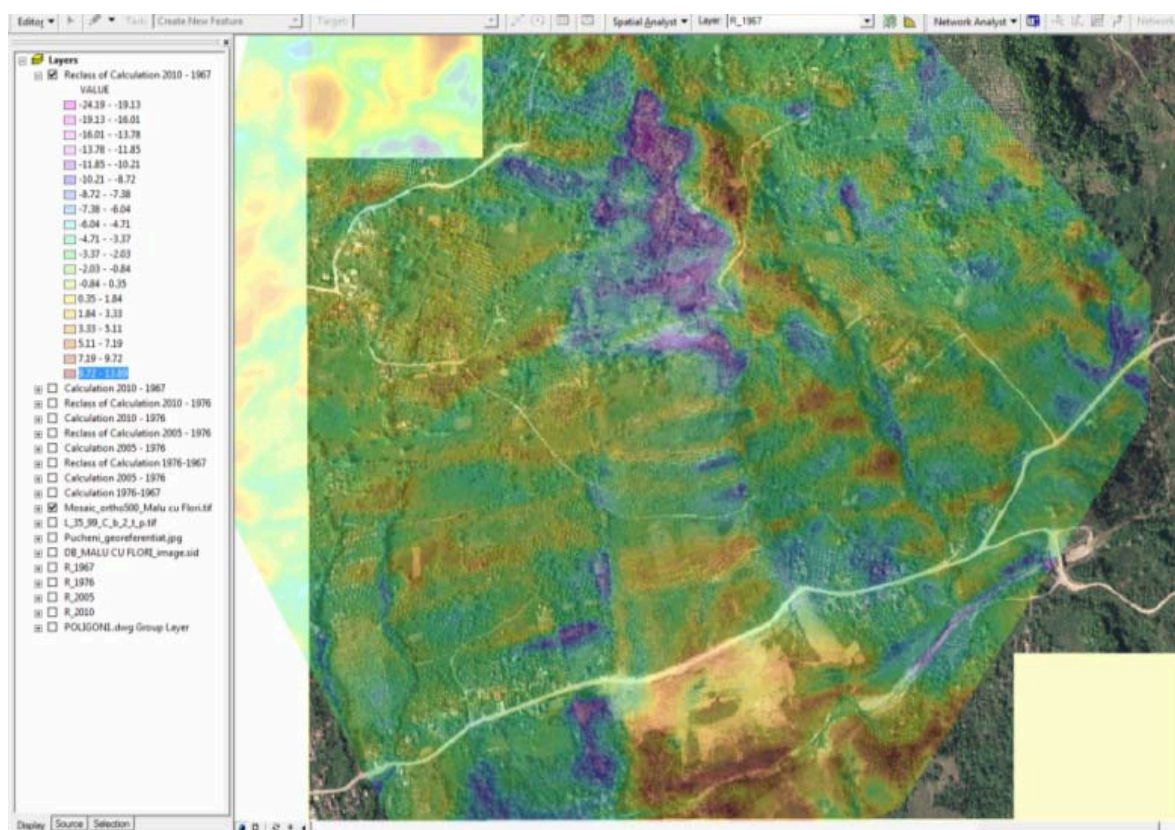 Editor Task: Create New Feature Target: Spatial Analyst Layer: R_1967 Network Analyst Network
Layers
Reclass of Calculation 2010 - 1967
VALUE
-24.19 - -19.13
-19.13 - -16.01
-16.01 - -13.78
-13.78 - -11.85
-11.85 - -10.21
-10.21 - -8.72
-8.72 - -7.38
-7.38 - -6.04
-6.04 - -4.71
-4.71 - -3.37
-3.37 - -2.03
-2.03 - -0.84
-0.84 - 0.35
0.35 - 1.84
1.84 - 3.33
3.33 - 5.11
5.11 - 7.19
7.19 - 9.72
Calculation 2010 - 1967
Reclass of Calculation 2010 - 1976
Calculation 2010 - 1976
Reclass of Calculation 2005 - 1976
Calculation 2005 - 1976
Reclass of Calculation 1976-1967
Calculation 2005 - 1976
Calculation 1976-1967
Mosaic_ortho500_Malu cu Flori.tif
L_35_99_C_b_2_t_p.tif
Pucheni_georeferentiat.jpg
DB_MALU CU FLORI_image.sid
R_1967
R_1976
R_2005
R_2010
POLIGON1.dwg Group Layer
Display Source Selection